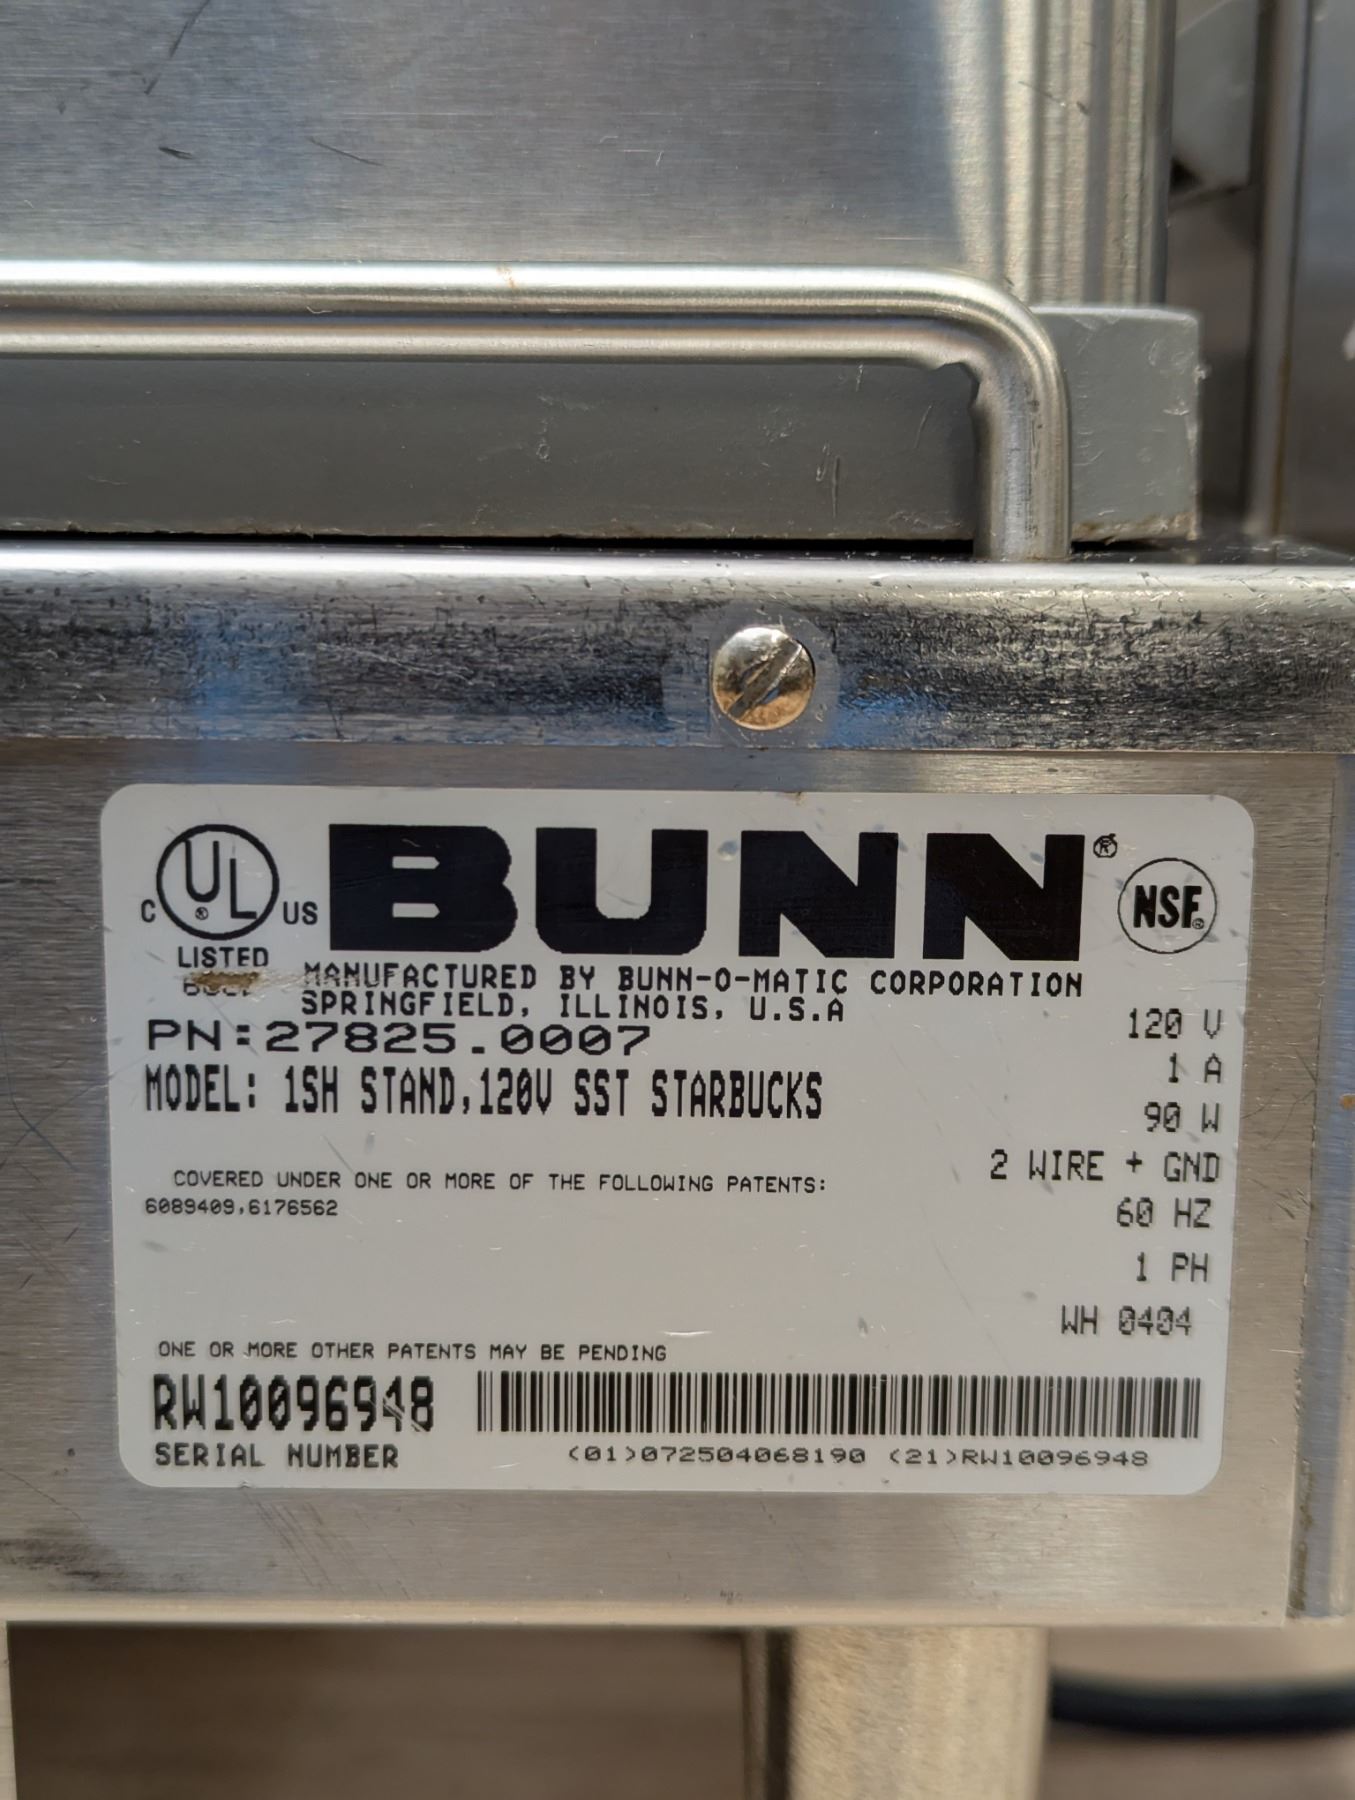 C UL ® US
LISTED
BUNN®
NSF®
MANUFACTURED BY BUNN-O-MATIC CORPORATION
SPRINGFIELD, ILLINOIS, U.S.A
PN:27825.0007
MODEL: 1SH STAND,120V SST STARBUCKS
120 V
1 A
90 W
2 WIRE + GND
60 HZ
1 PH
WH 0404
COVERED UNDER ONE OR MORE OF THE FOLLOWING PATENTS:
6089409,6176562
ONE OR MORE OTHER PATENTS MAY BE PENDING
RW10096948
SERIAL NUMBER
(01)072504068190 (21)RW10096948